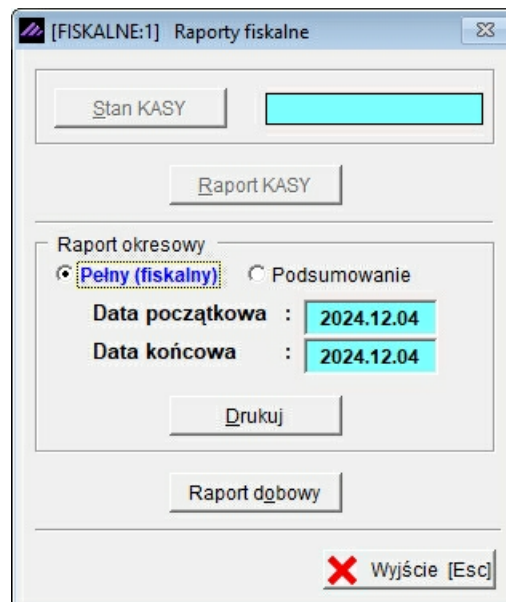 [FISKALNE:1] Raporty fiskalne
Stan KASY
Raport KASY
Raport okresowy
Pełny (fiskalny) Podsumowanie
Data początkowa : 2024.12.04
Data końcowa : 2024.12.04
Drukuj
Raport dobowy
Wyjście [Esc]